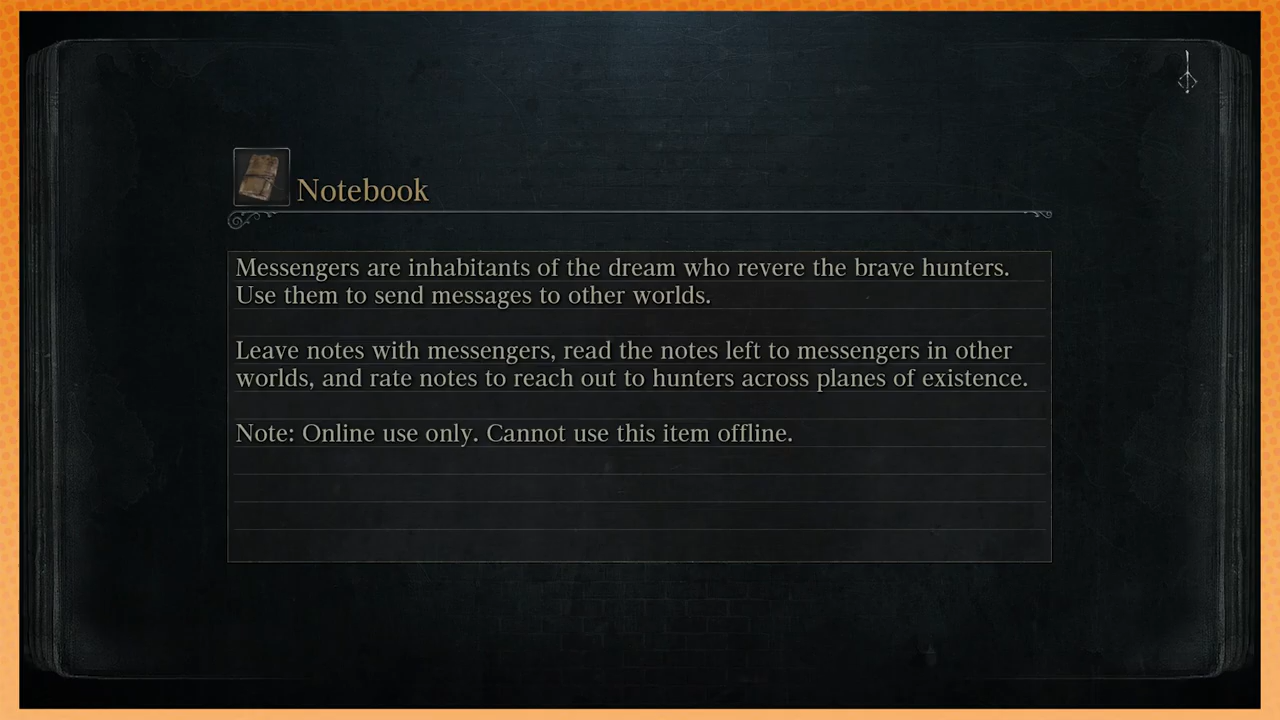 Notebook
Messengers are inhabitants of the dream who revere the brave hunters.
Use them to send messages to other worlds.
Leave notes with messengers, read the notes left to messengers in other
worlds, and rate notes to reach out to hunters across planes of existence.
Note: Online use only. Cannot use this item offline.